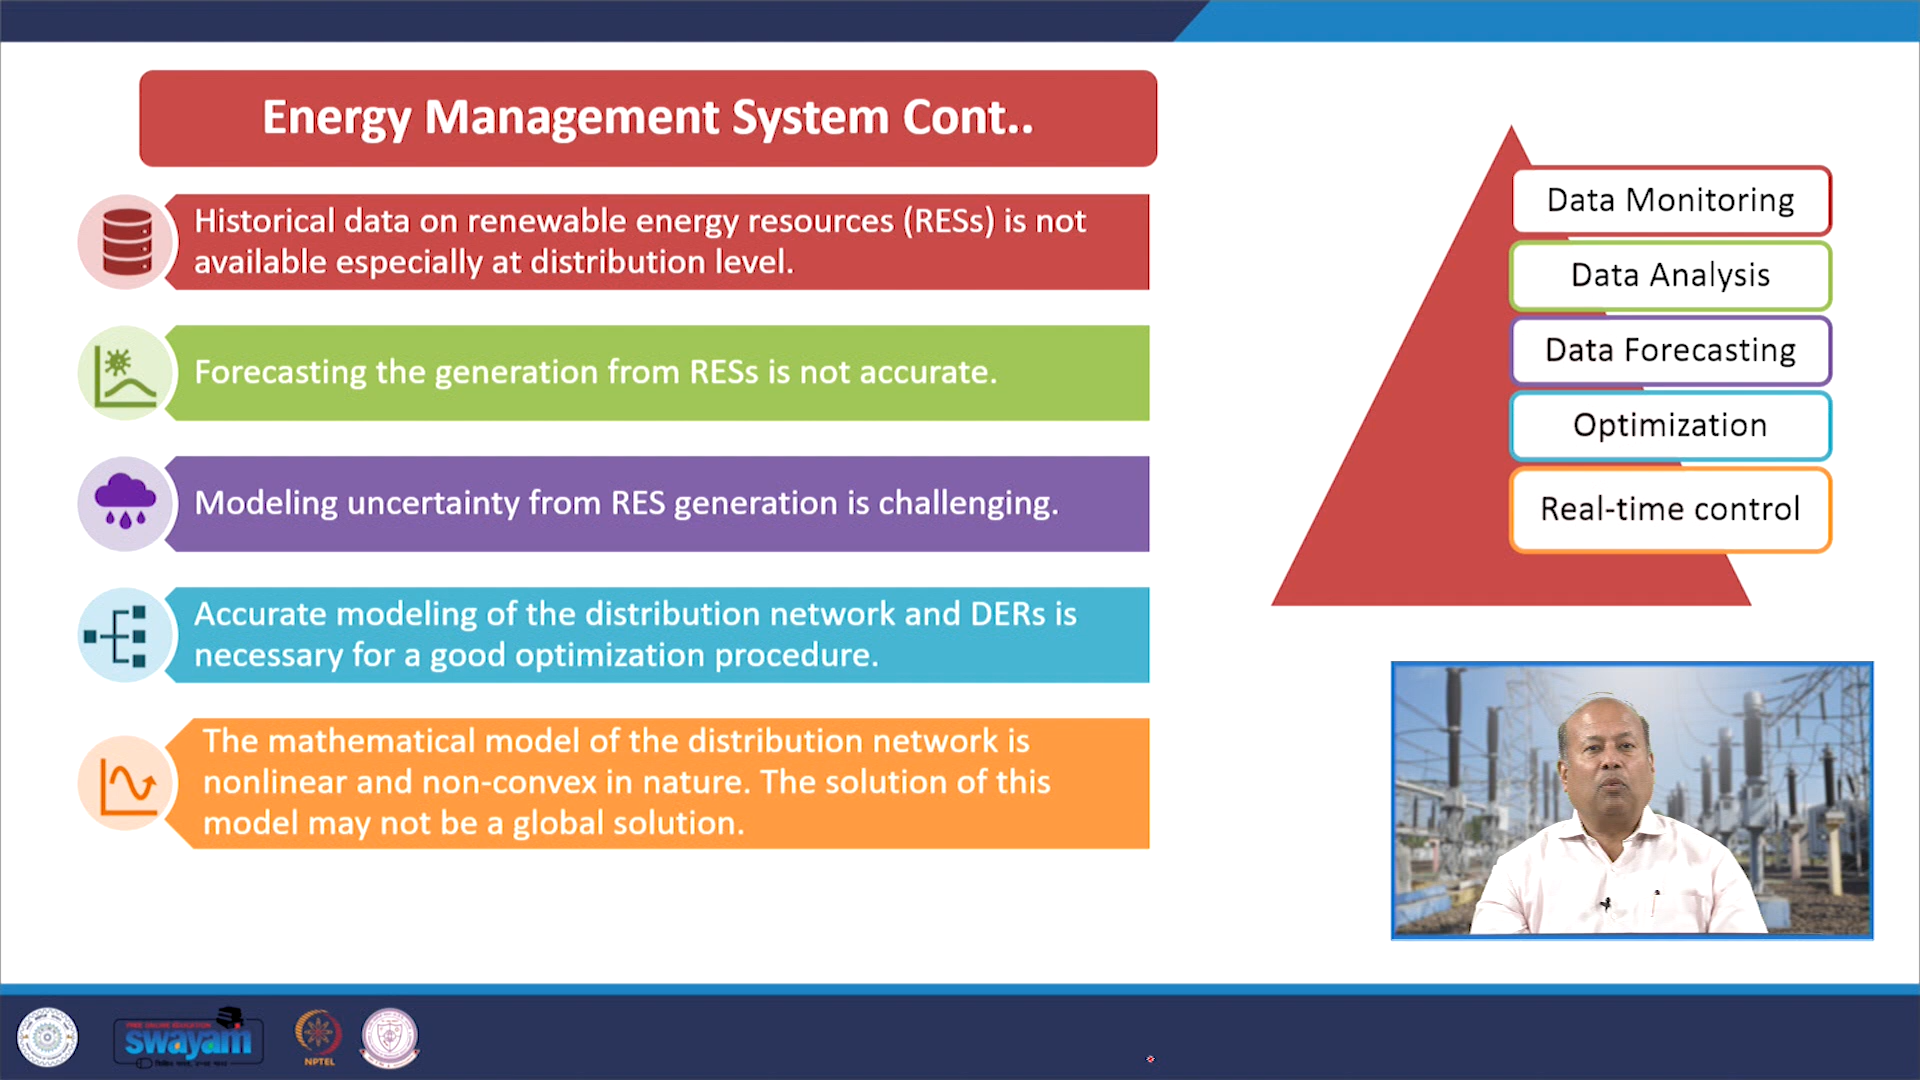 Energy Management System Cont..
Historical data on renewable energy resources (RESs) is not
available especially at distribution level.
Forecasting the generation from RESs is not accurate.
Modeling uncertainty from RES generation is challenging.
Accurate modeling of the distribution network and DERs is
necessary for a good optimization procedure.
The mathematical model of the distribution network is
nonlinear and non-convex in nature. The solution of this
model may not be a global solution.
Data Monitoring
Data Analysis
Data Forecasting
Optimization
Real-time control
FREE ONLINE EDUCATION
swayam
NPTEL